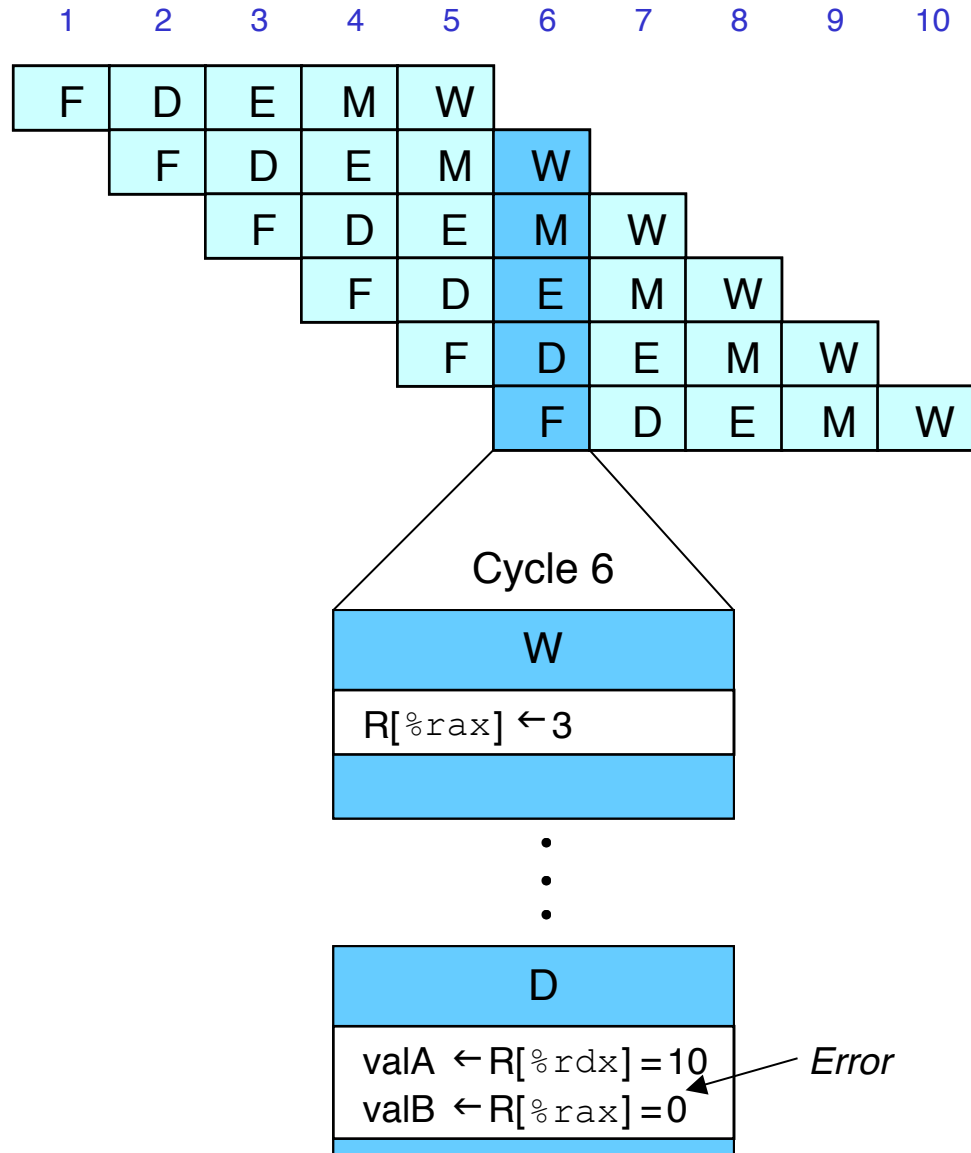 1 2 3 4 5 6 7 8 9 10
F D E M W
F D E M W
F D E M W
F D E M W
F D E M W
F D E M W
Cycle 6
W
R[%rax] ← 3
D
valA ← R[%rdx] = 10
Error
valB ← R[%rax] = 0